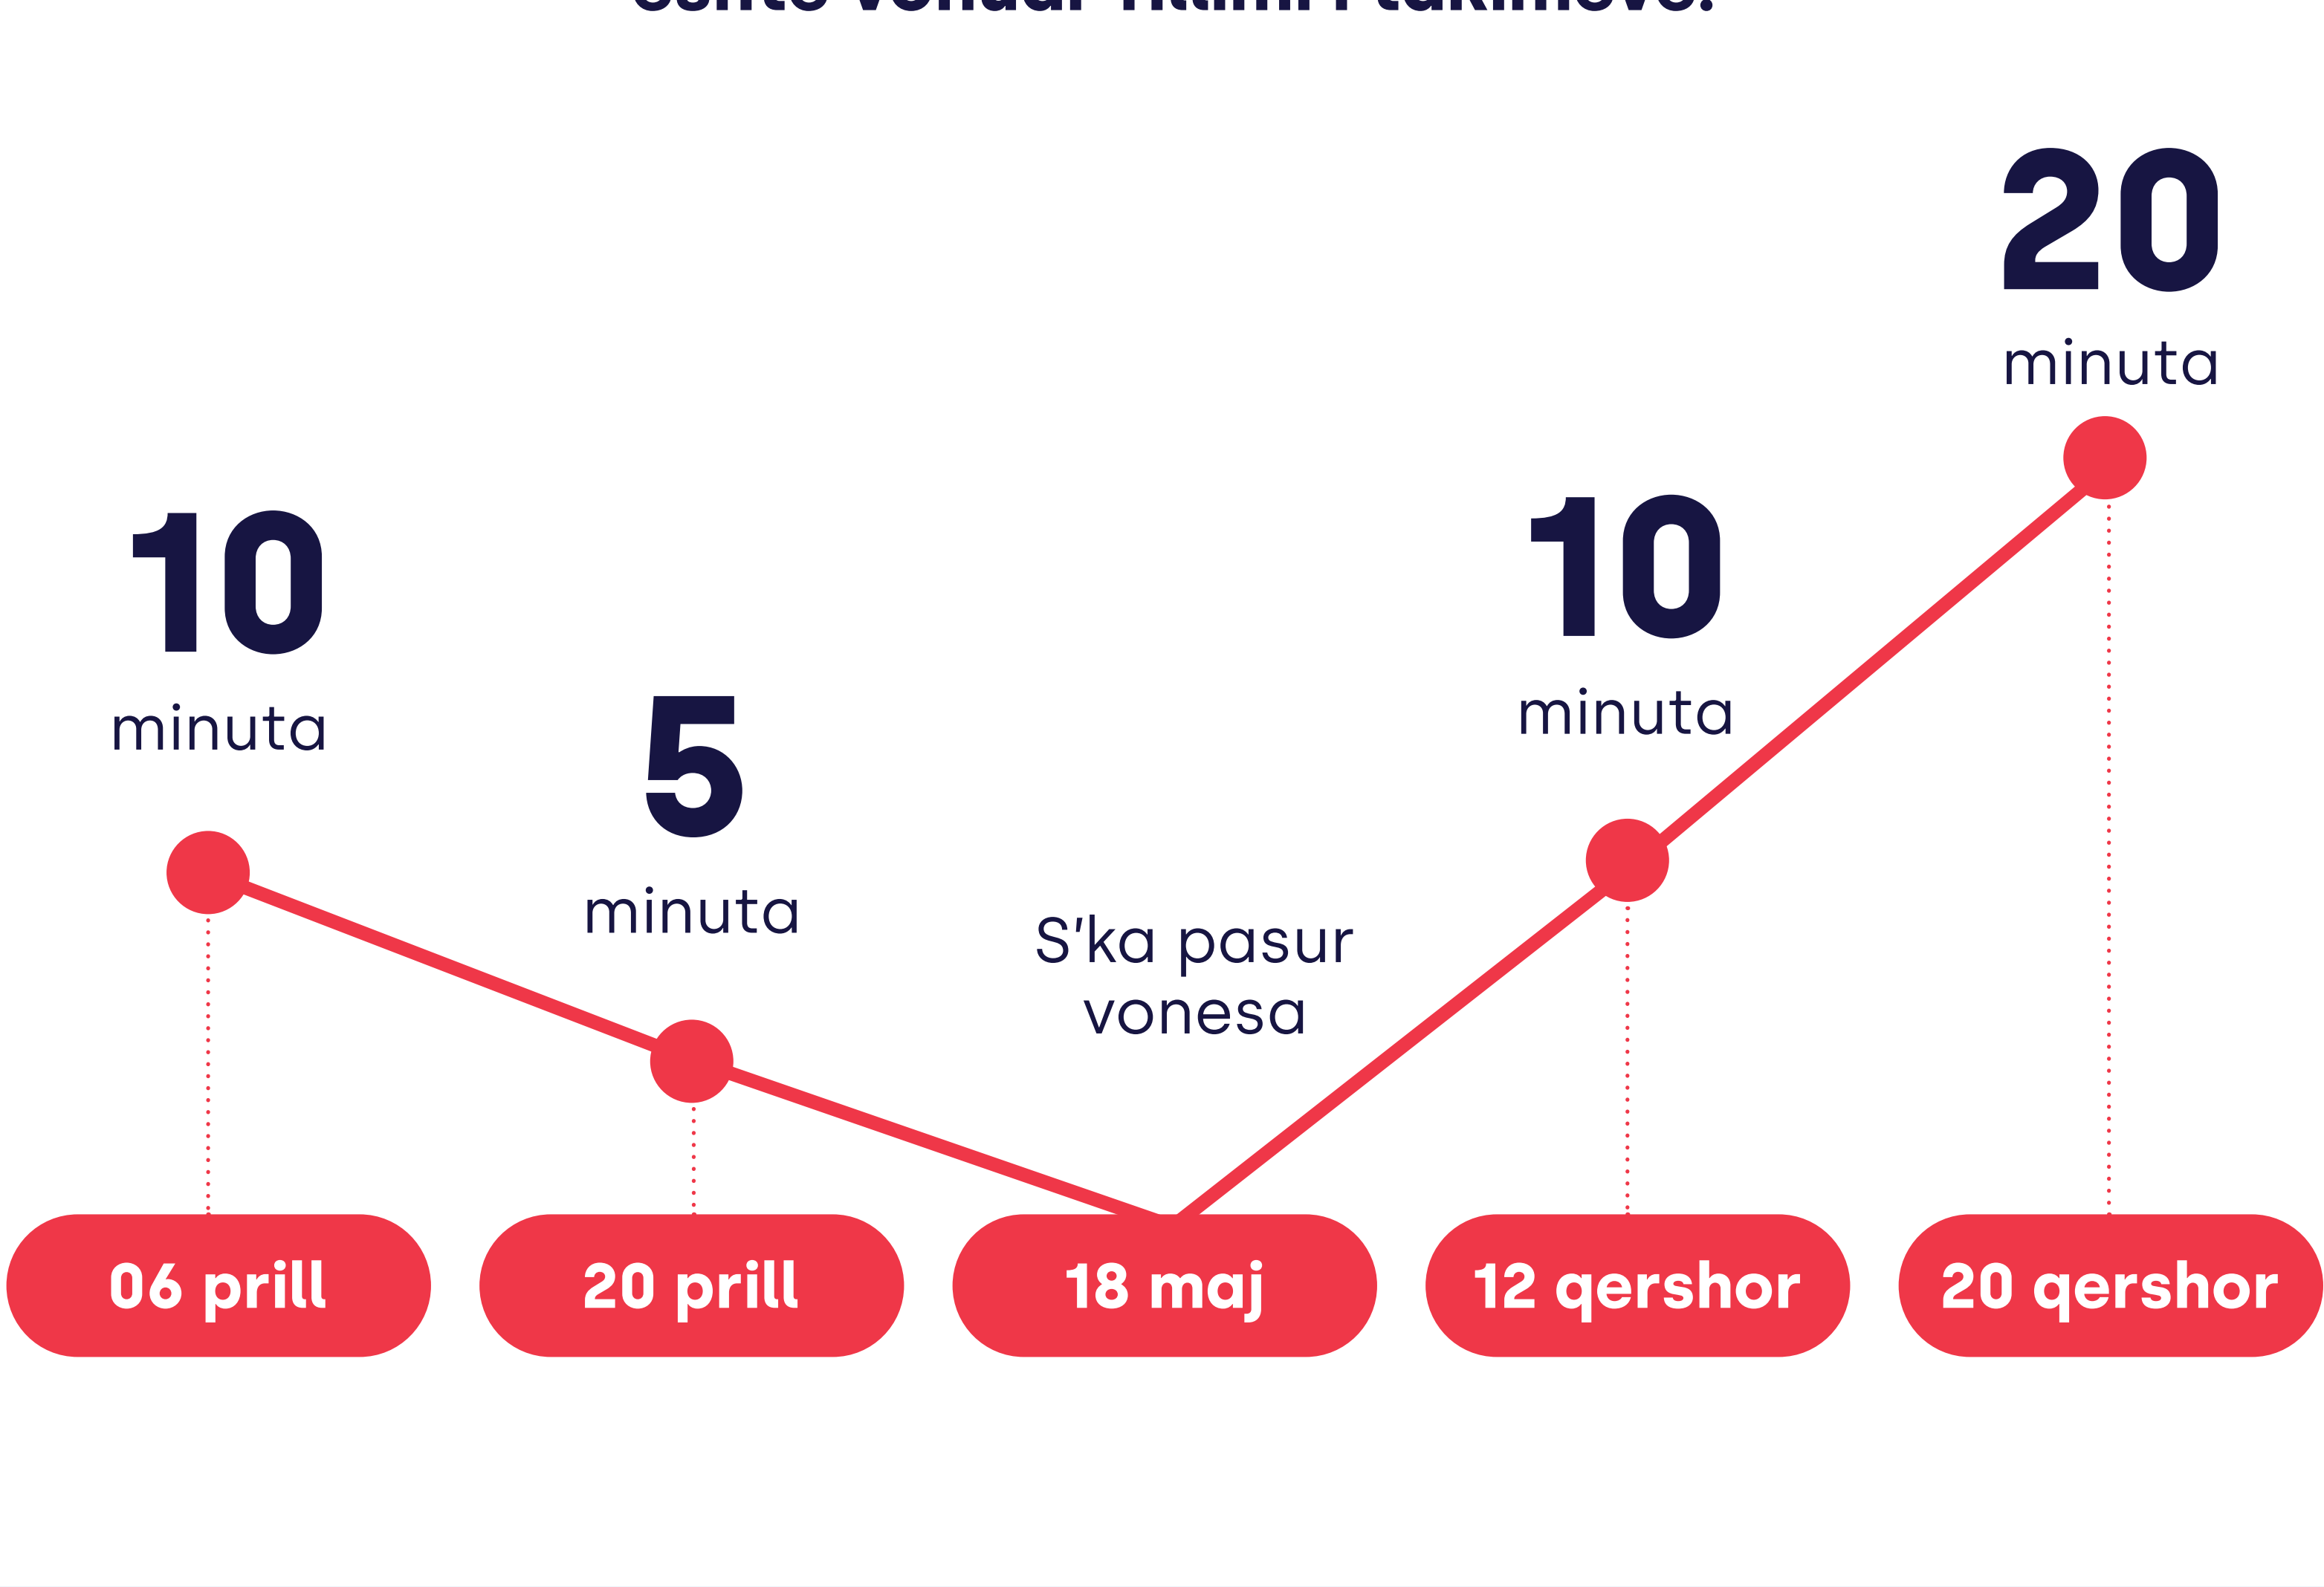 20
minuta
10
minuta
10
minuta
5
minuta
S'ka pasur
vonesa
06 prill
20 prill
18 maj
12 qershor
20 qershor